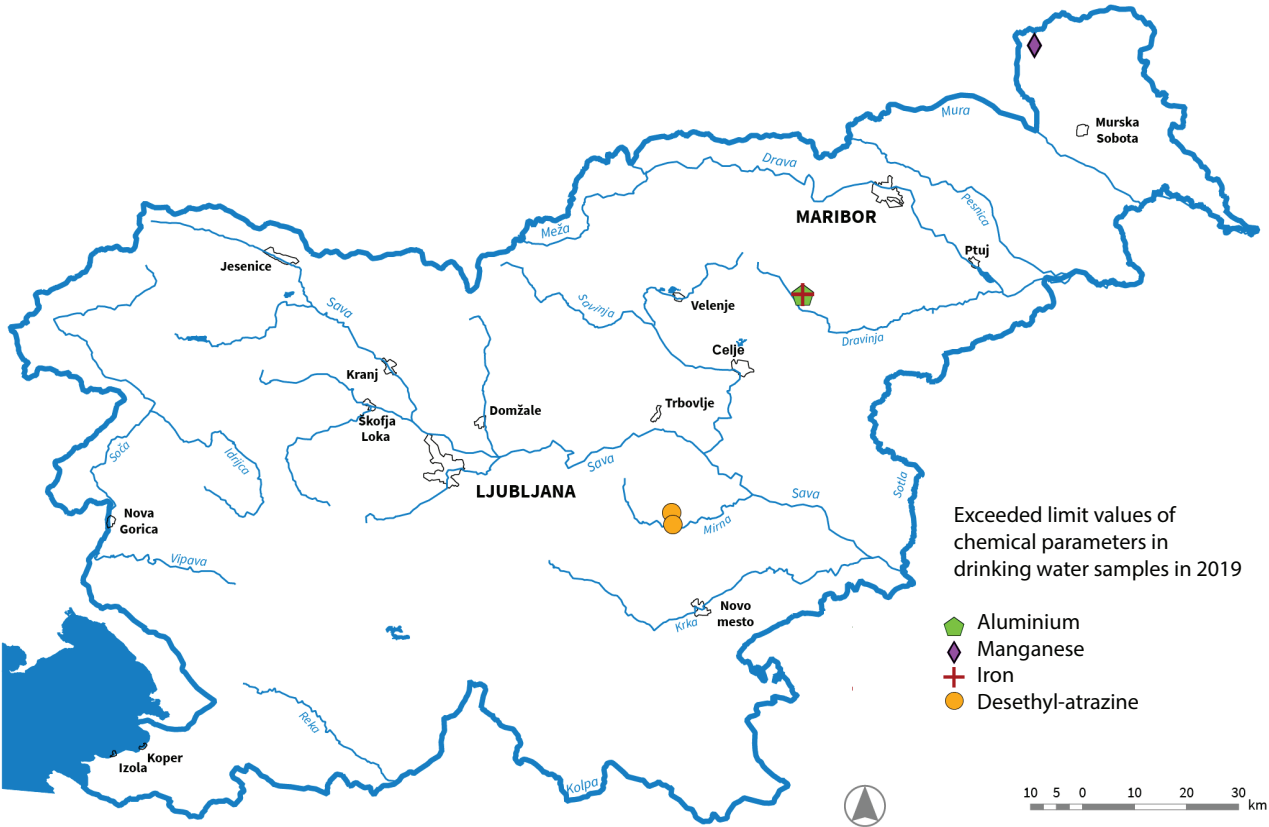 Mura
Murska
Sobota
Drava
MARIBOR
Pesnica
Meža
Ptuj
Jesenice
Sava
Savinja
Velenje
Dravinja
Celje
Kranj
Škofja
Loka
Domžale
Trbovlje
Soča
Idrijca
Sava
LJUBLJANA
Sava
Sotla
Mirna
Nova
Gorica
Vipava
Krka
Novo
mesto
Reka
Koper
Izola
Kolpa
Exceeded limit values of
chemical parameters in
drinking water samples in 2019
Aluminium
Manganese
Iron
Desethyl-atrazine
10 5 0 10 20 30
km